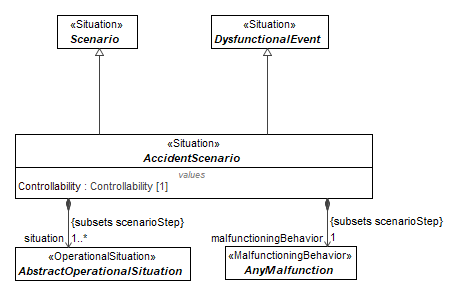 «Situation»
Scenario
«Situation»
DysfunctionalEvent
«Situation»
AccidentScenario
values
Controllability : Controllability [1]
{subsets scenarioStep}
situation 1..*
{subsets scenarioStep}
malfunctioningBehavior 1
«OperationalSituation»
AbstractOperationalSituation
«MalfunctioningBehavior»
AnyMalfunction